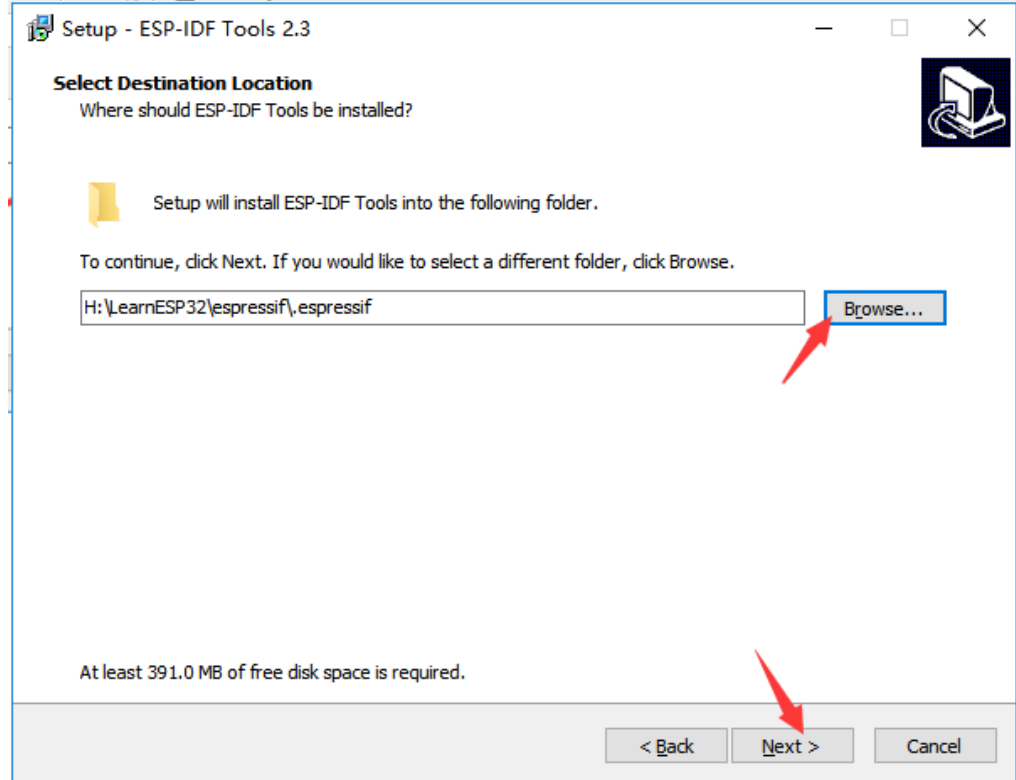 Setup - ESP-IDF Tools 2.3
Select Destination Location
Where should ESP-IDF Tools be installed?
Setup will install ESP-IDF Tools into the following folder.
To continue, click Next. If you would like to select a different folder, click Browse.
H:\LearnESP32\espressif\.espressif
Browse...
At least 391.0 MB of free disk space is required.
< Back
Next >
Cancel